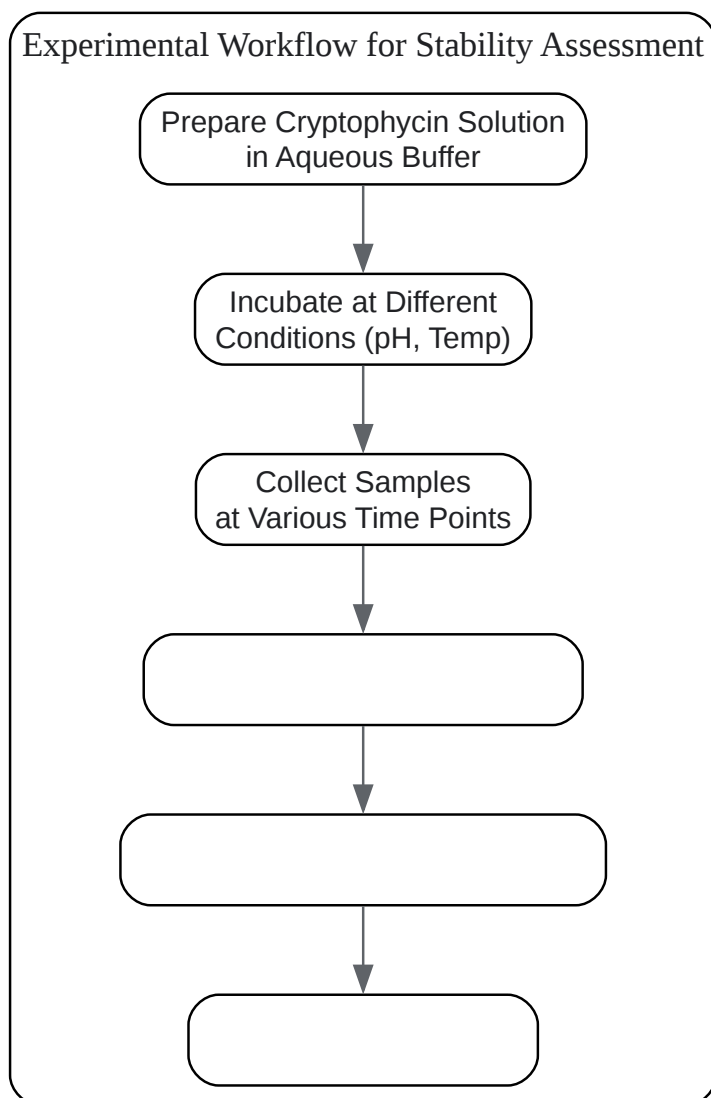 Experimental Workflow for Stability Assessment
Prepare Cryptophycin Solution
in Aqueous Buffer
Incubate at Different
Conditions (pH, Temp)
Collect Samples
at Various Time Points